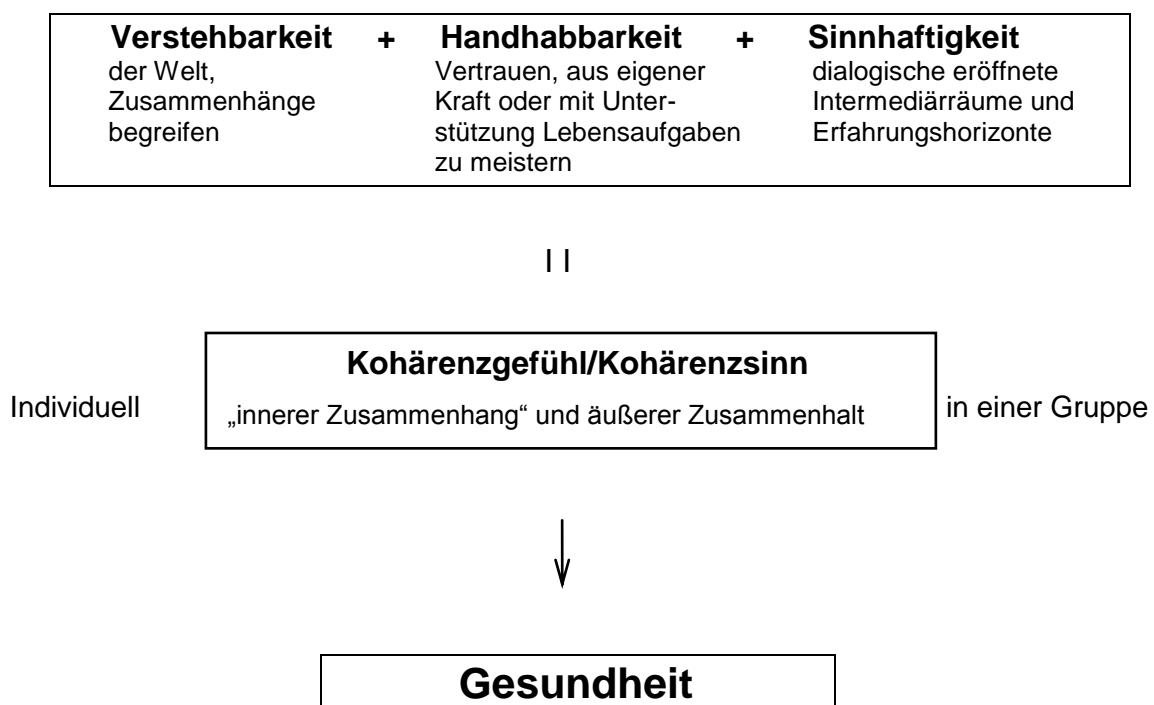 Verstehbarkeit + Handhabbarkeit + Sinnhaftigkeit
der Welt, Vertrauen, aus eigener dialogische eröffnete
Zusammenhänge Kraft oder mit Unter- Intermediärräume und
begreifen stützung Lebensaufgaben Erfahrungshorizonte
zu meistern
Kohärenzgefühl/Kohärenzsinn
Individuell „innerer Zusammenhang“ und äußerer Zusammenhalt in einer Gruppe
Gesundheit